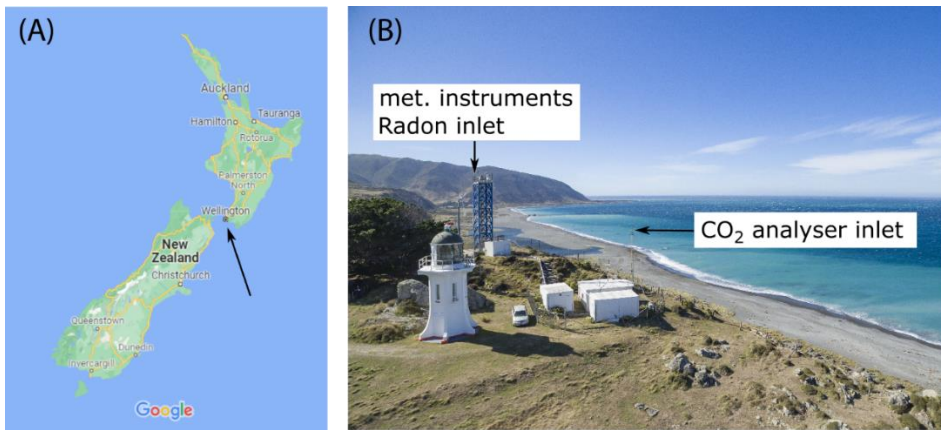 (A)
Auckland
Tauranga
Hamilton
Rotorua
Palmerston
North
Wellington
New
Zealand
Christchurch
Queenstown
Dunedin
Invercargill
Google
(B)
met. instruments
Radon inlet
CO₂ analyser inlet